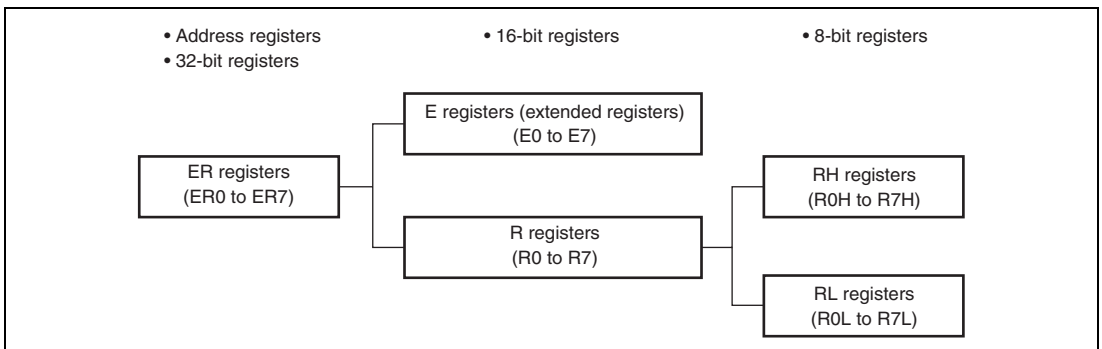 • Address registers
• 32-bit registers
• 16-bit registers
• 8-bit registers
E registers (extended registers)
(E0 to E7)
ER registers
(ER0 to ER7)
RH registers
(R0H to R7H)
R registers
(R0 to R7)
RL registers
(R0L to R7L)